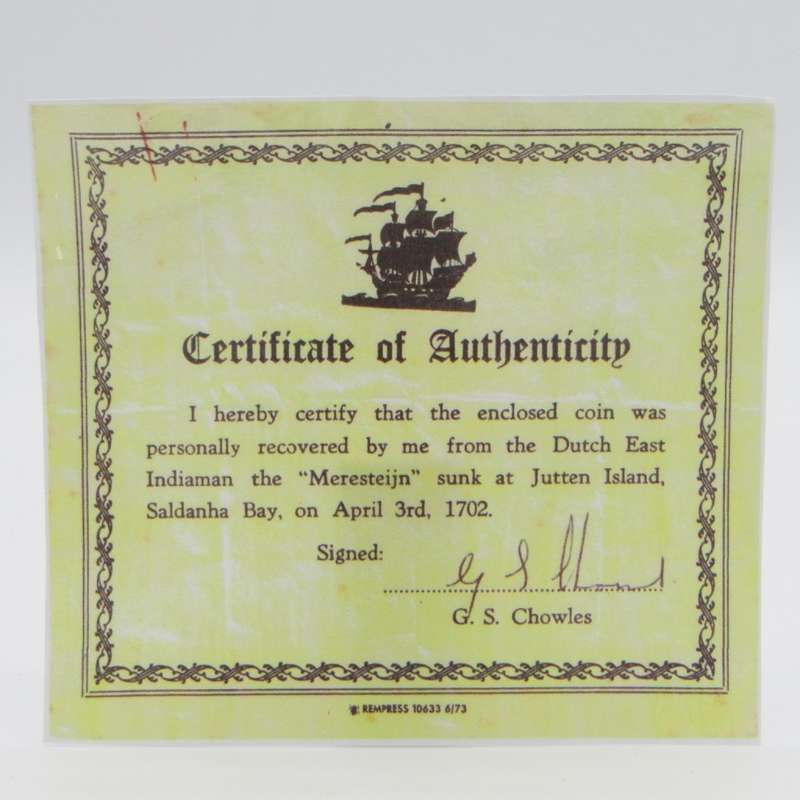 Certificate of Authenticity
I hereby certify that the enclosed coin was
personally recovered by me from the Dutch East
Indiaman the "Meresteijn" sunk at Jutten Island,
Saldanha Bay, on April 3rd, 1702.
Signed:
G S Chowles
G. S. Chowles
REMPRESS 10633 6/73